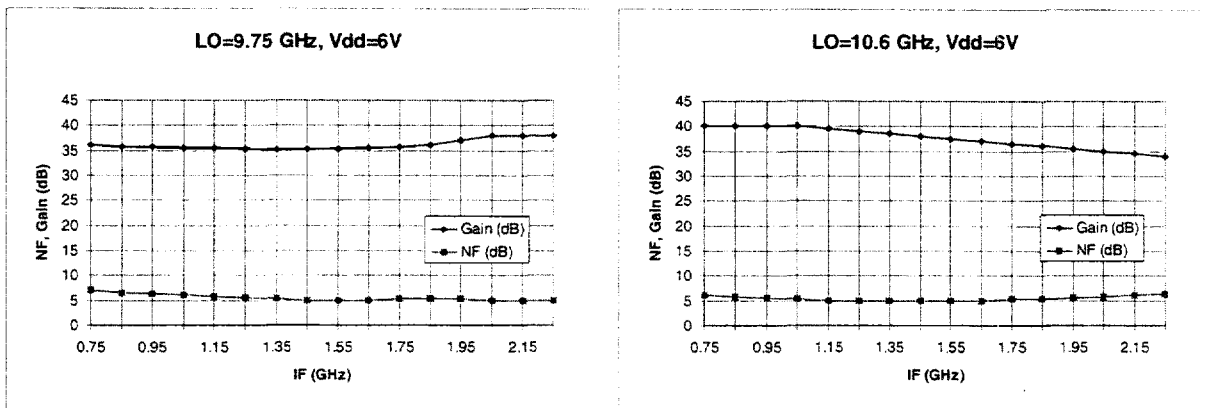 LO=9.75 GHz, Vdd=6V
NF, Gain (dB)
45
40
35
30
25
20
15
10
5
0
Gain (dB)
NF (dB)
0.75 0.95 1.15 1.35 1.55 1.75 1.95 2.15
IF (GHz)
LO=10.6 GHz, Vdd=6V
NF, Gain (dB)
45
40
35
30
25
20
15
10
5
0
Gain (dB)
NF (dB)
0.75 0.95 1.15 1.35 1.55 1.75 1.95 2.15
IF (GHz)